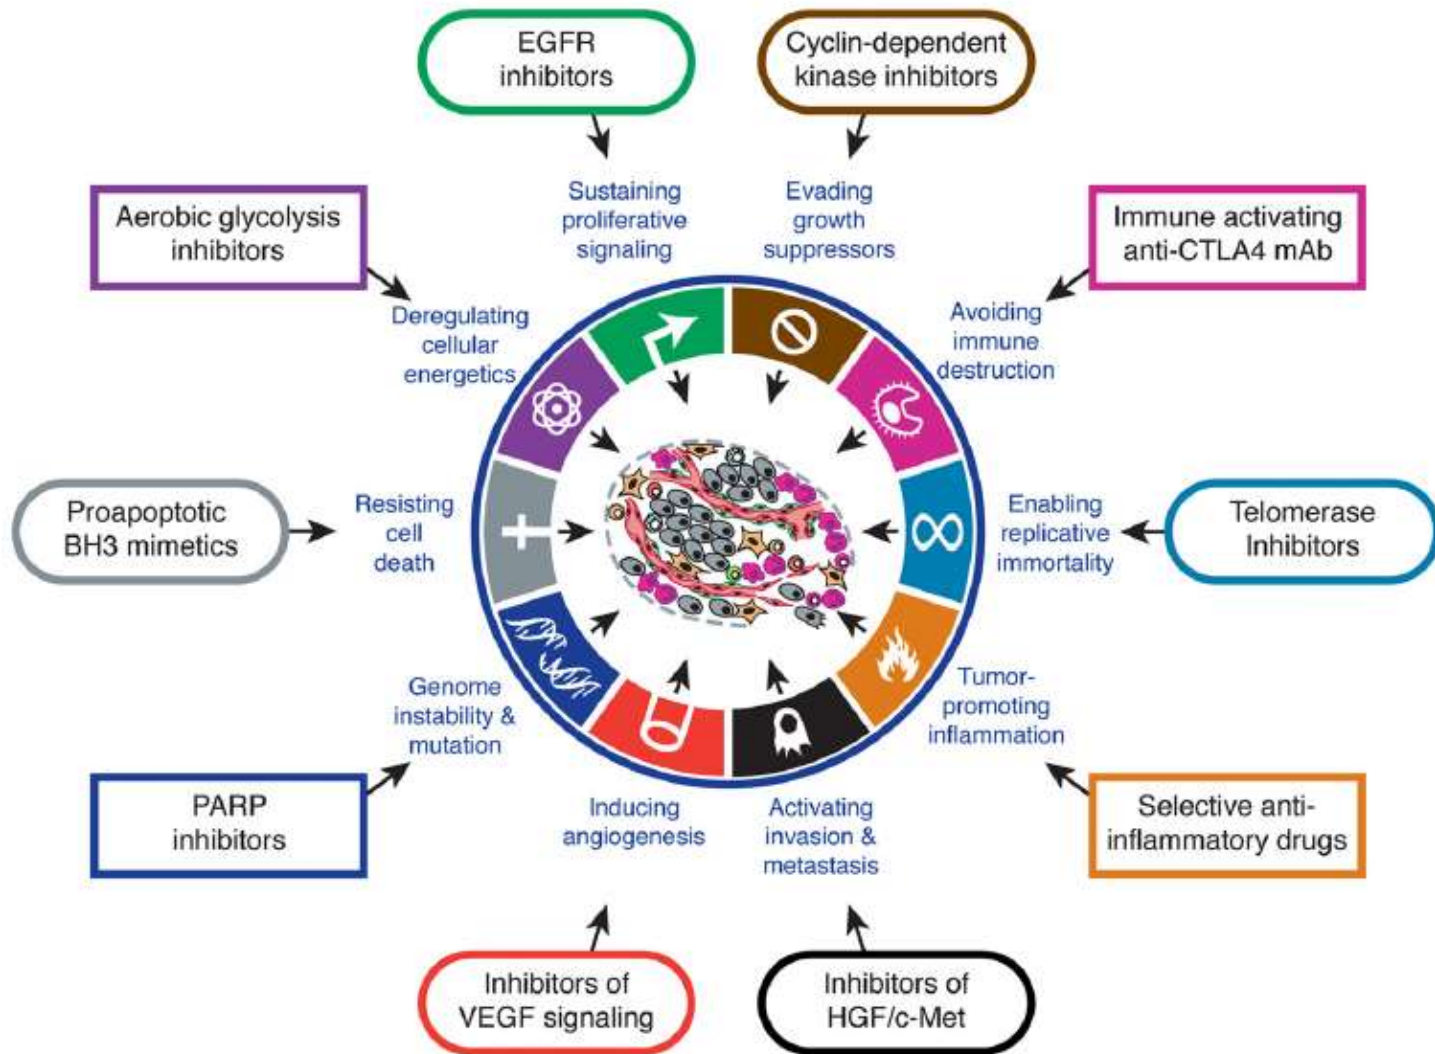 EGFR
inhibitors
Cyclin-dependent
kinase inhibitors
Aerobic glycolysis
inhibitors
Sustaining
proliferative
signaling
Evading
growth
suppressors
Immune activating
anti-CTLA4 mAb
Deregulating
cellular
energetics
Avoiding
immune
destruction
Proapoptotic
BH3 mimetics
Resisting
cell
death
Enabling
replicative
immortality
Telomerase
Inhibitors
Genome
instability &
mutation
Tumor-
promoting
inflammation
PARP
inhibitors
Inducing
angiogenesis
Activating
invasion &
metastasis
Selective anti-
inflammatory drugs
Inhibitors of
VEGF signaling
Inhibitors of
HGF/c-Met